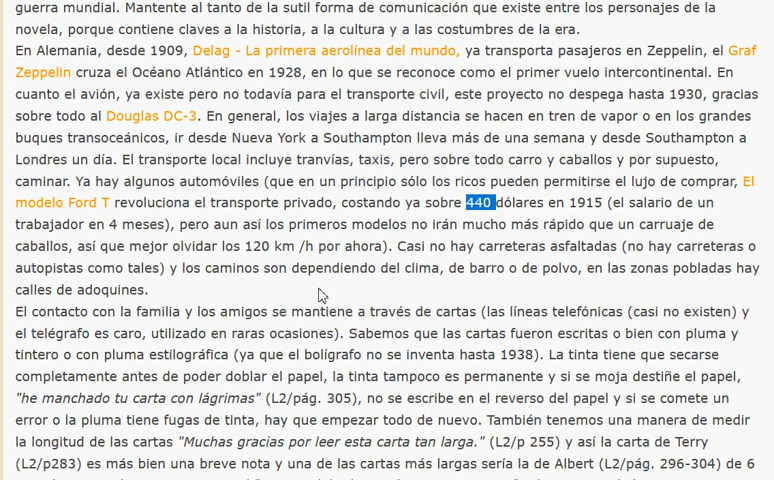 guerra mundial. Mantente al tanto de la sutil forma de comunicación que existe entre los personajes de la
novela, porque contiene claves a la historia, a la cultura y a las costumbres de la era.
En Alemania, desde 1909, Delag - La primera aerolínea del mundo, ya transporta pasajeros en Zeppelin, el Graf
Zeppelin cruza el Océano Atlántico en 1928, en lo que se reconoce como el primer vuelo intercontinental. En
cuanto el avión, ya existe pero no todavía para el transporte civil, este proyecto no despega hasta 1930, gracias
sobre todo al Douglas DC-3. En general, los viajes a larga distancia se hacen en tren de vapor o en los grandes
buques transoceánicos, ir desde Nueva York a Southampton lleva más de una semana y desde Southampton a
Londres un día. El transporte local incluye tranvías, taxis, pero sobre todo carro y caballos y por supuesto,
caminar. Ya hay algunos automóviles (que en un principio sólo los ricos pueden permitirse el lujo de comprar, El
modelo Ford T revoluciona el transporte privado, costando ya sobre 440 dólares en 1915 (el salario de un
trabajador en 4 meses), pero aun así los primeros modelos no irán mucho más rápido que un carruaje de
caballos, así que mejor olvidar los 120 km /h por ahora). Casi no hay carreteras asfaltadas (no hay carreteras o
autopistas como tales) y los caminos son dependiendo del clima, de barro o de polvo, en las zonas pobladas hay
calles de adoquines.
El contacto con la familia y los amigos se mantiene a través de cartas (las líneas telefónicas (casi no existen) y
el telégrafo es caro, utilizado en raras ocasiones). Sabemos que las cartas fueron escritas o bien con pluma y
tintero o con pluma estilográfica (ya que el bolígrafo no se inventa hasta 1938). La tinta tiene que secarse
completamente antes de poder doblar el papel, la tinta tampoco es permanente y si se moja destiñe el papel,
"he manchado tu carta con lágrimas" (L2/pág. 305), no se escribe en el reverso del papel y si se comete un
error o la pluma tiene fugas de tinta, hay que empezar todo de nuevo. También tenemos una manera de medir
la longitud de las cartas "Muchas gracias por leer esta carta tan larga." (L2/p 255) y así la carta de Terry
(L2/p283) es más bien una breve nota y una de las cartas más largas sería la de Albert (L2/pág. 296-304) de 6